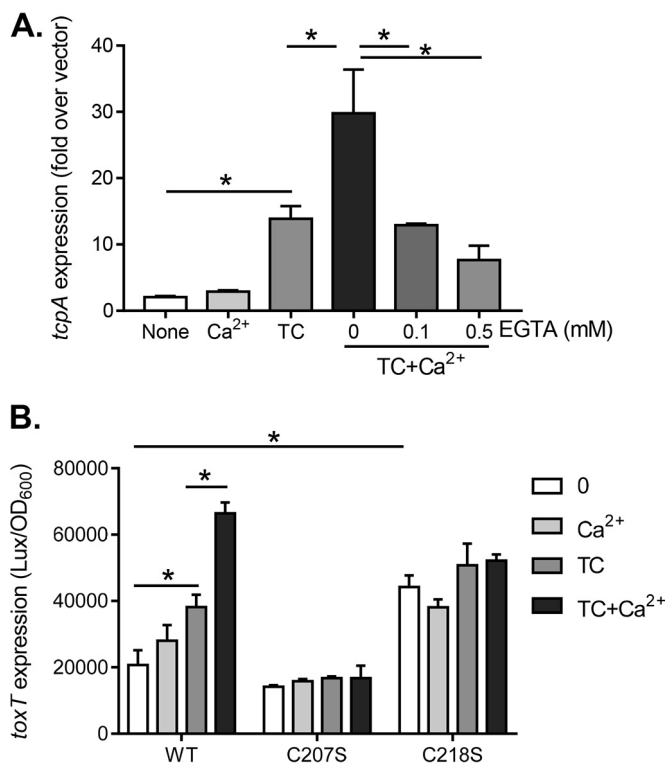 A.
tcpA expression (fold over vector)
40
30
20
10
0
*
*
*
*
None Ca²⁺ TC 0 0.1 0.5 EGTA (mM)
TC+Ca²⁺
B.
toxT expression (Lux/OD₆₀₀)
80000
60000
40000
20000
0
*
*
*
WT C207S C218S
0
Ca²⁺
TC
TC+Ca²⁺